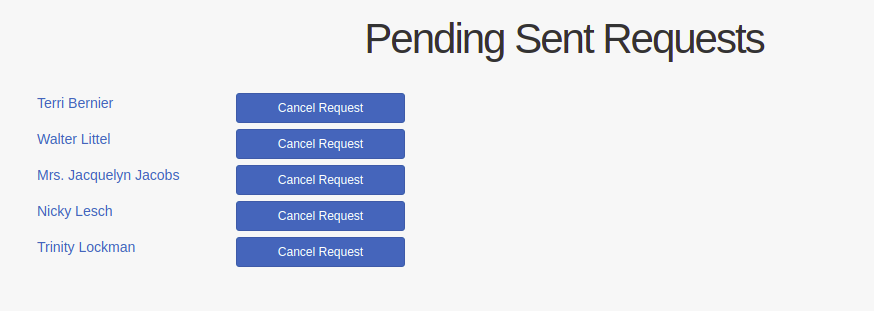 Pending Sent Requests
Terri Bernier Cancel Request
Walter Littel Cancel Request
Mrs. Jacquelyn Jacobs Cancel Request
Nicky Lesch Cancel Request
Trinity Lockman Cancel Request